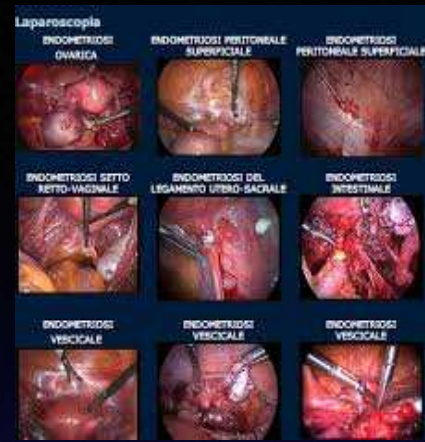 Laparoscopia
ENDOMETRIOSI
OVARICA
ENDOMETRIOSI PERITONEALE
SUPERFICIALE
ENDOMETRIOSI
PERITONEALE SUPERFICIALE
ENDOMETRIOSI SETTO
RETTO-VAGINALE
ENDOMETRIOSI DEL
LEGAMENTO UTERO-SACRALE
ENDOMETRIOSI
INTESTINALE
ENDOMETRIOSI
VESCICALE
ENDOMETRIOSI
VESCICALE
ENDOMETRIOSI
VESCICALE